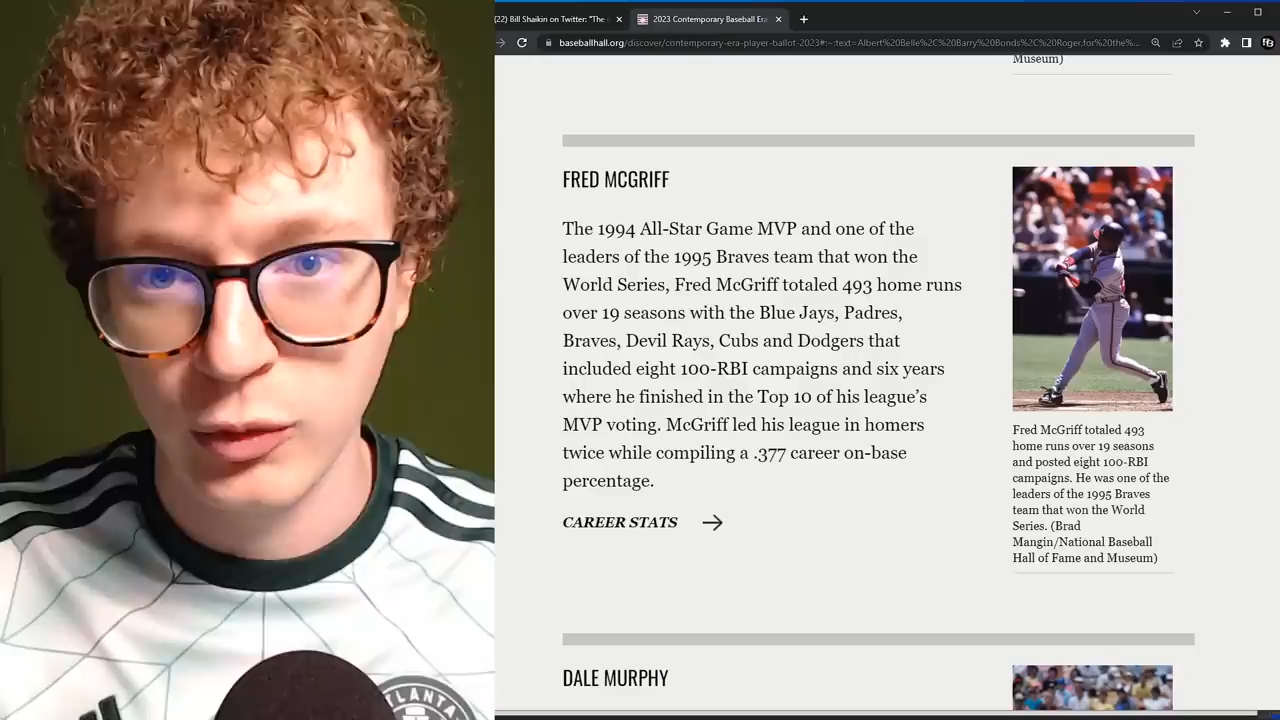 (22) Bill Shaikin on Twitter: "The
2023 Contemporary Baseball Era
baseballhall.org/discover/contemporary-era-player-ballot-2023#:~:text=Albert%20Belle%2C%20Barry%20Bonds%2C%20Roger,for%20the%...
Museum)
FRED MCGRIFF
The 1994 All-Star Game MVP and one of the
leaders of the 1995 Braves team that won the
World Series, Fred McGriff totaled 493 home runs
over 19 seasons with the Blue Jays, Padres,
Braves, Devil Rays, Cubs and Dodgers that
included eight 100-RBI campaigns and six years
where he finished in the Top 10 of his league's
MVP voting. McGriff led his league in homers
twice while compiling a .377 career on-base
percentage.
CAREER STATS
Fred McGriff totaled 493
home runs over 19 seasons
and posted eight 100-RBI
campaigns. He was one of the
leaders of the 1995 Braves
team that won the World
Series. (Brad
Mangin/National Baseball
Hall of Fame and Museum)
DALE MURPHY
ATLANTA